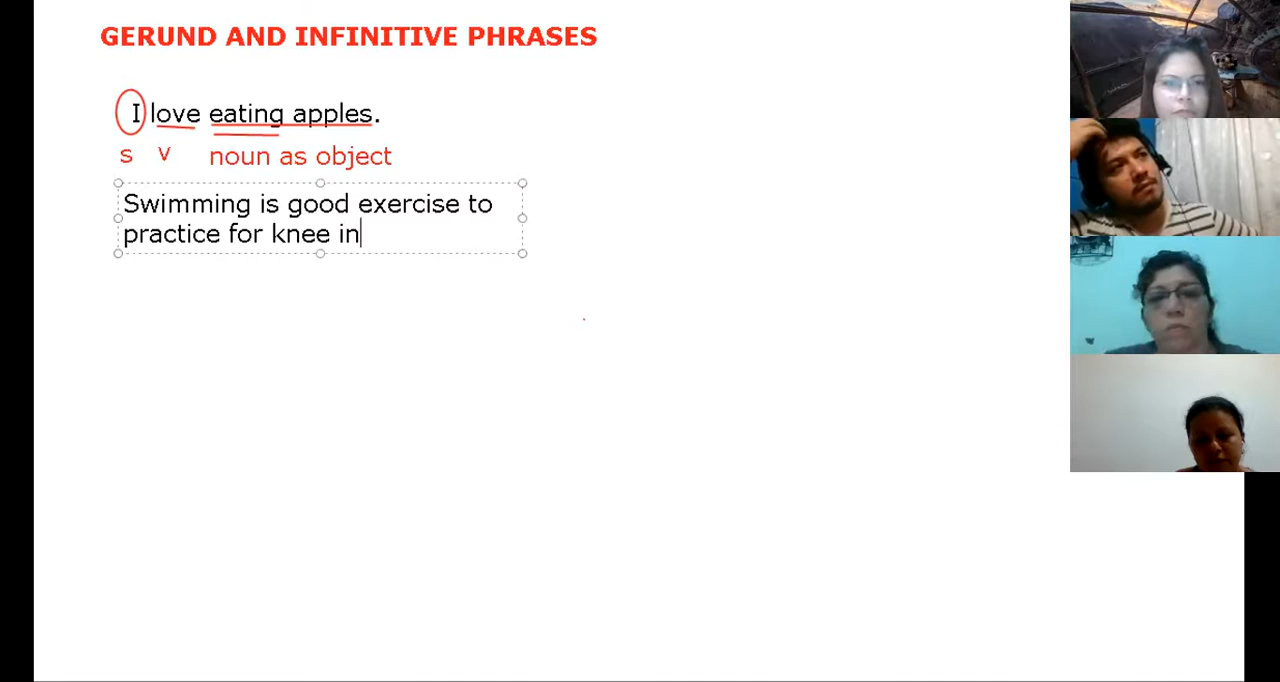 GERUND AND INFINITIVE PHRASES
I love eating apples.
s v noun as object
Swimming is good exercise to
practice for knee in